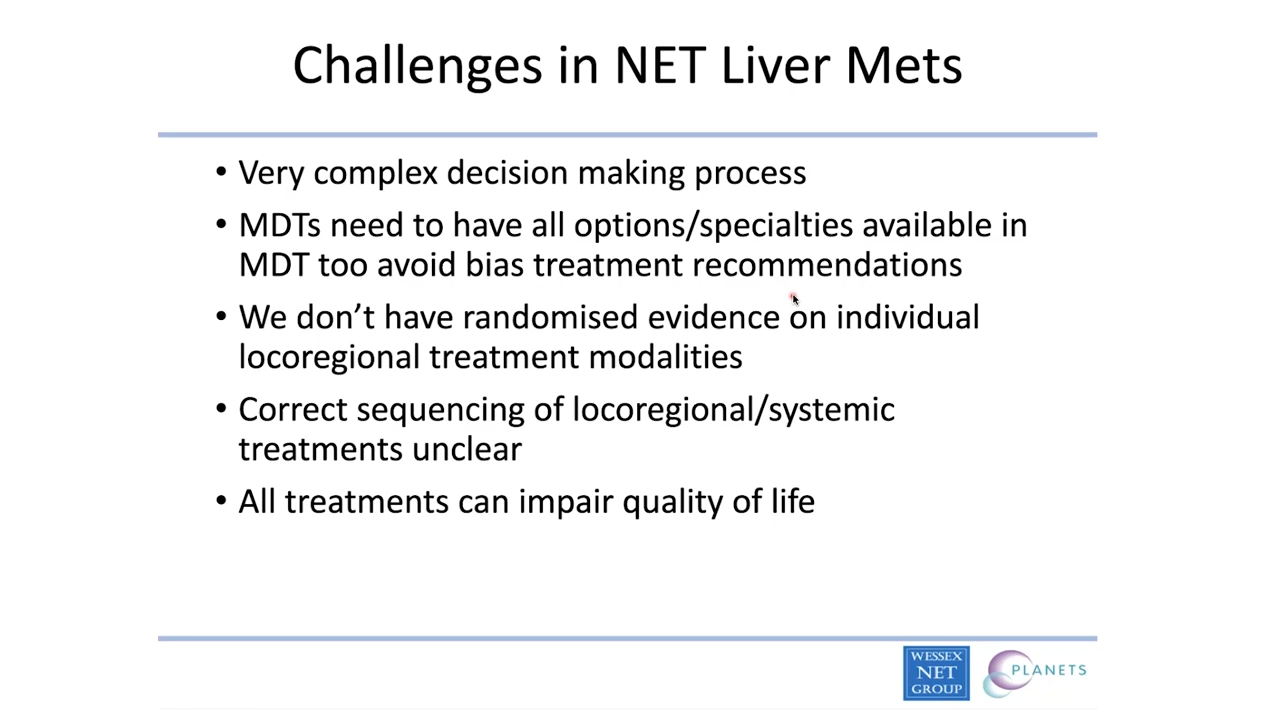 Challenges in NET Liver Mets
• Very complex decision making process
• MDTs need to have all options/specialties available in
MDT too avoid bias treatment recommendations
• We don’t have randomised evidence on individual
locoregional treatment modalities
• Correct sequencing of locoregional/systemic
treatments unclear
• All treatments can impair quality of life
WESSEX
NET
GROUP
PLANETS